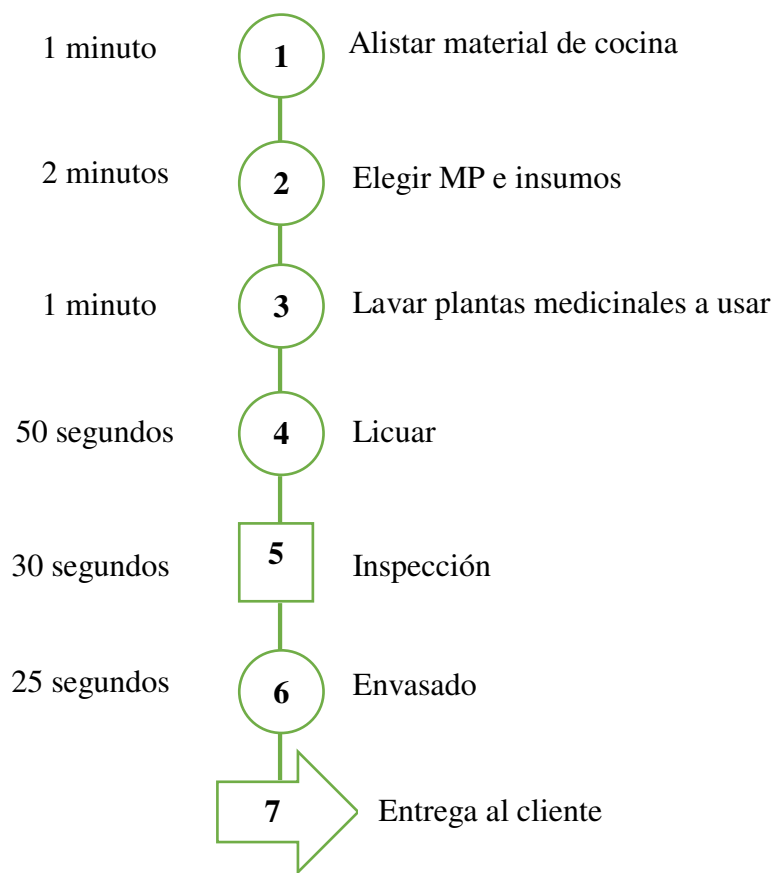 1 minuto 1 Alistar material de cocina
2 minutos 2 Elegir MP e insumos
1 minuto 3 Lavar plantas medicinales a usar
50 segundos 4 Licuar
30 segundos 5 Inspección
25 segundos 6 Envasado
7 Entrega al cliente